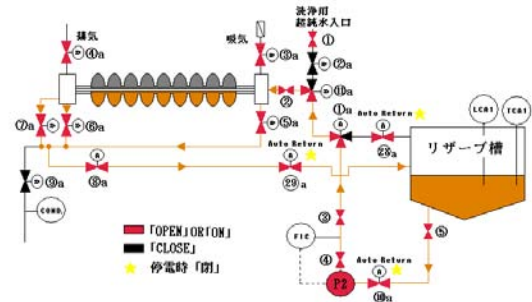 洗浄用
超純水入口
排気
吸気
①
④a
③a
②a
②
⑪a
①a
Auto Return
LCA1
TCA1
リザーブ槽
⑦a
⑥a
⑤a
Auto Return
28a
⑨a
⑧a
29a
③
⑤
COND.
FIC
④
Auto Return
P2
⑩a
「OPEN」OR「ON」
「CLOSE」
停電時「閉」